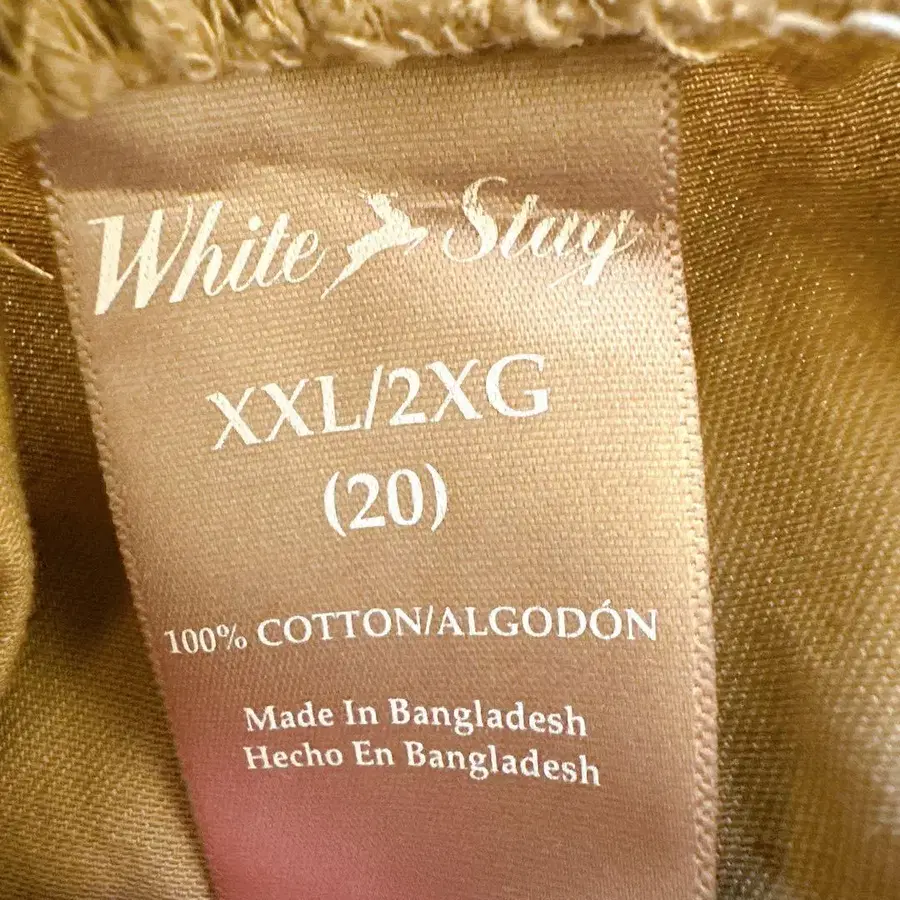 White Stag
XXL/2XG
(20)
100% COTTON/ALGODÓN
Made In Bangladesh
Hecho En Bangladesh